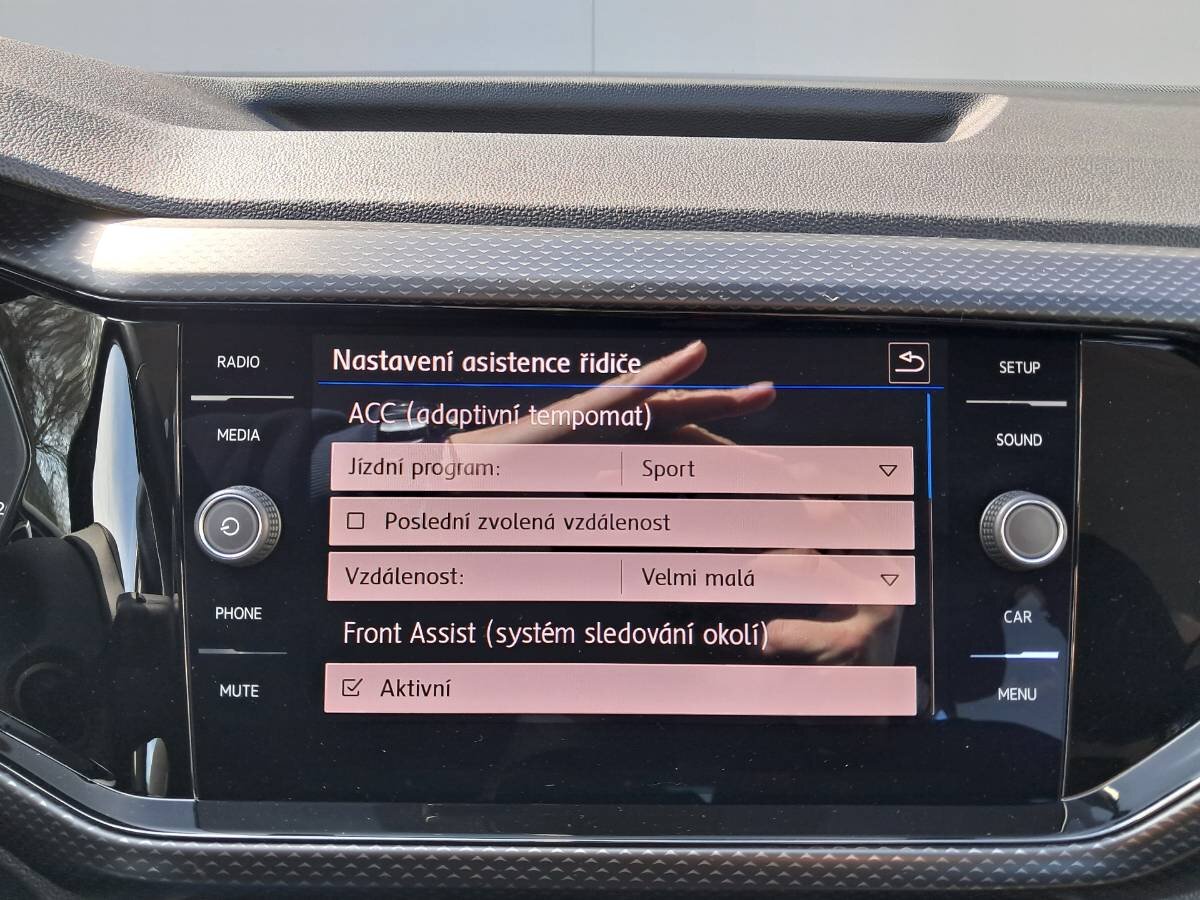 Nastavení asistence řidiče
ACC (adaptivní tempomat)
Jízdní program: Sport
Poslední zvolená vzdálenost
Vzdálenost: Velmi malá
Front Assist (systém sledování okolí)
Aktivní
RADIO
MEDIA
PHONE
MUTE
SETUP
SOUND
CAR
MENU
2